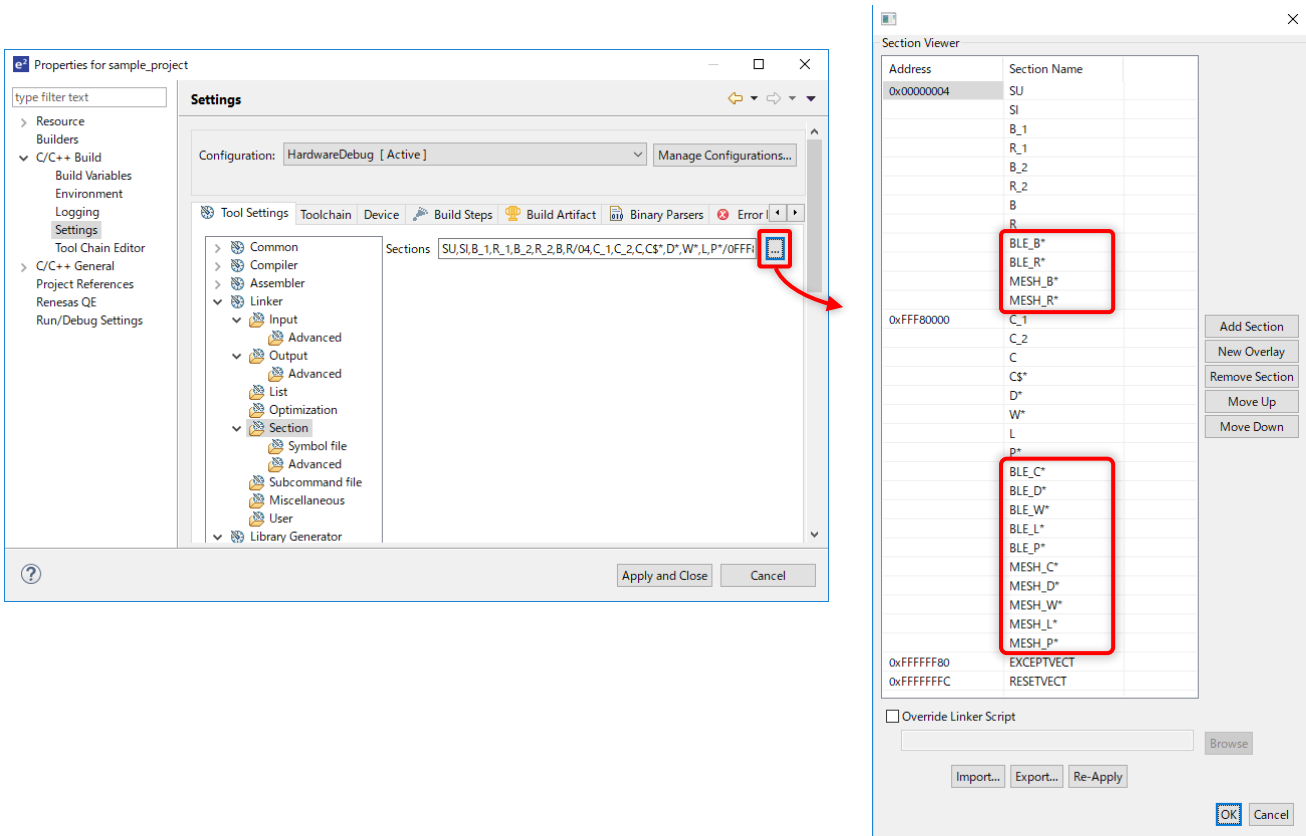 Properties for sample_project
type filter text
Resource
Builders
C/C++ Build
Build Variables
Environment
Logging
Settings
Tool Chain Editor
C/C++ General
Project References
Renesas QE
Run/Debug Settings
Settings
Configuration: HardwareDebug [ Active ] Manage Configurations...
Tool Settings Toolchain Device Build Steps Build Artifact Binary Parsers Error
Common
Compiler
Assembler
Linker
Input
Advanced
Output
Advanced
List
Optimization
Section
Symbol file
Advanced
Subcommand file
Miscellaneous
User
Library Generator
Sections SU,SI,B_1,R_1,B_2,R_2,B,R/04,C_1,C_2,C,C$*,D*,W*,L,P*/0FFF ...
? Apply and Close Cancel
Section Viewer
Address Section Name
0x00000004 SU
SI
B_1
R_1
B_2
R_2
B
R
BLE_B*
BLE_R*
MESH_B*
MESH_R*
0xFFF80000 C_1
C_2
C
C$*
D*
W*
L
P*
BLE_C*
BLE_D*
BLE_W*
BLE_L*
BLE_P*
MESH_C*
MESH_D*
MESH_W*
MESH_L*
MESH_P*
0xFFFFFF80 EXCEPTVECT
0xFFFFFFFC RESETVECT
Add Section
New Overlay
Remove Section
Move Up
Move Down
Override Linker Script
Browse
Import... Export... Re-Apply
OK Cancel